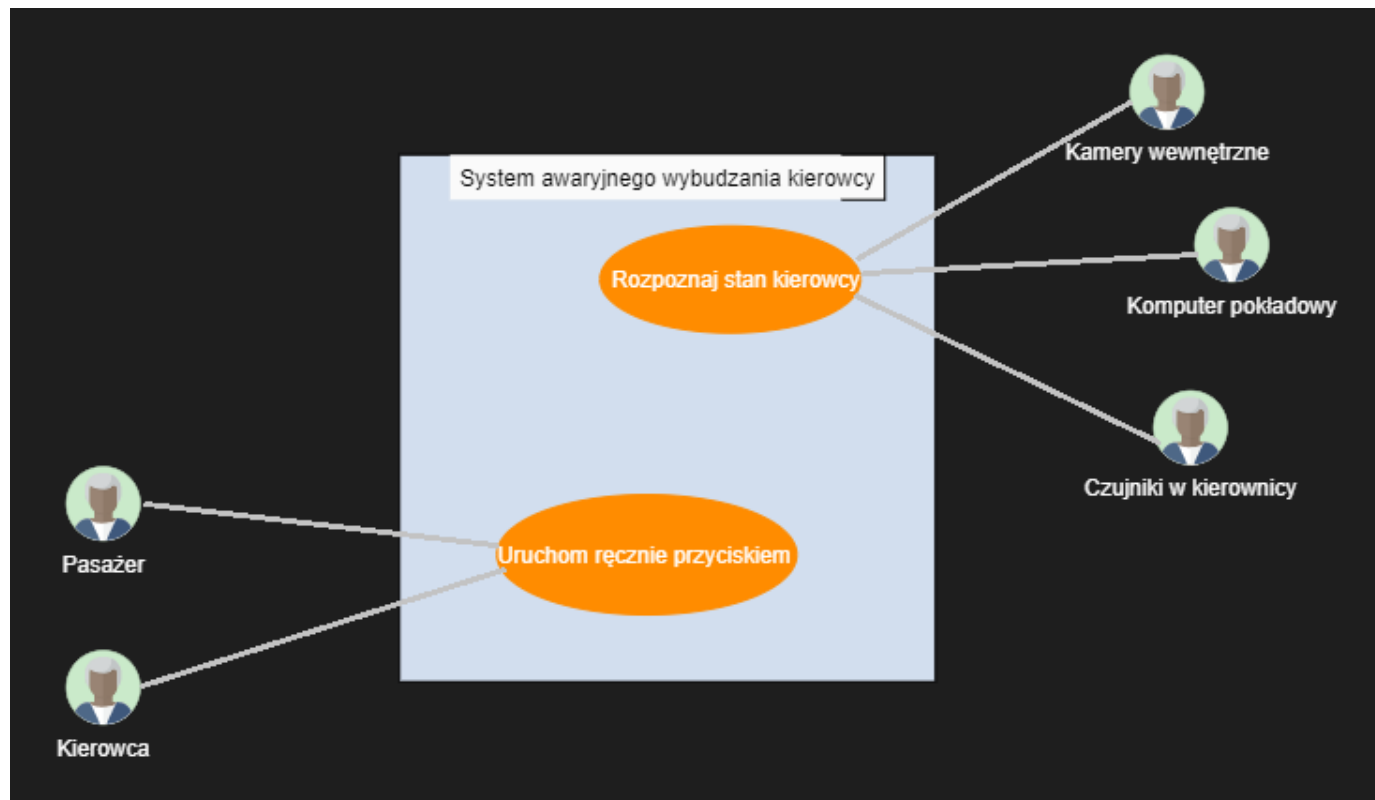 Kamery wewnętrzne
System awaryjnego wybudzania kierowcy
Rozpoznaj stan kierowcy
Komputer pokładowy
Czujniki w kierownicy
Pasażer
Uruchom ręcznie przyciskiem
Kierowca